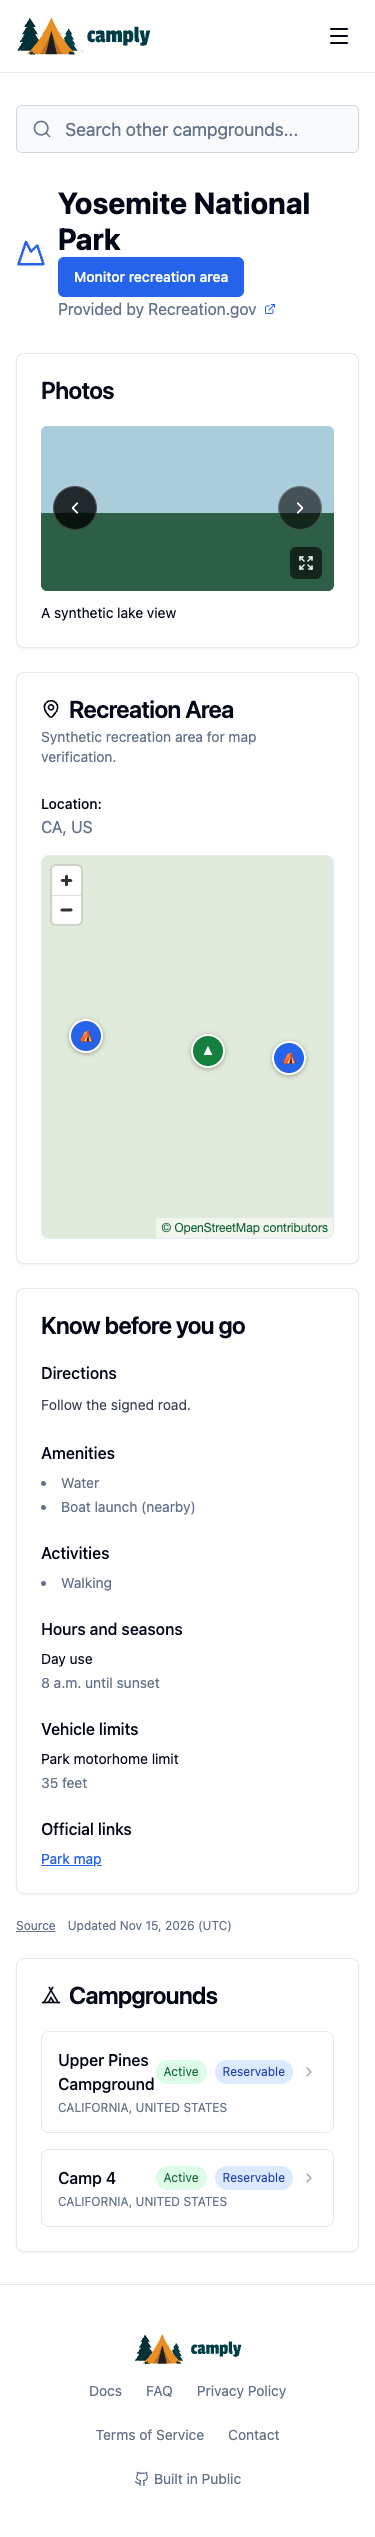 camply
Search other campgrounds...
Yosemite National
Park
Monitor recreation area
Provided by Recreation.gov
Photos
A synthetic lake view
Recreation Area
Synthetic recreation area for map
verification.
Location:
CA, US
+
−
© OpenStreetMap contributors
Know before you go
Directions
Follow the signed road.
Amenities
• Water
• Boat launch (nearby)
Activities
• Walking
Hours and seasons
Day use
8 a.m. until sunset
Vehicle limits
Park motorhome limit
35 feet
Official links
Park map
Source Updated Nov 15, 2026 (UTC)
Campgrounds
Upper Pines
Campground
Active Reservable
CALIFORNIA, UNITED STATES
Camp 4 Active Reservable
CALIFORNIA, UNITED STATES
camply
Docs FAQ Privacy Policy
Terms of Service Contact
Built in Public